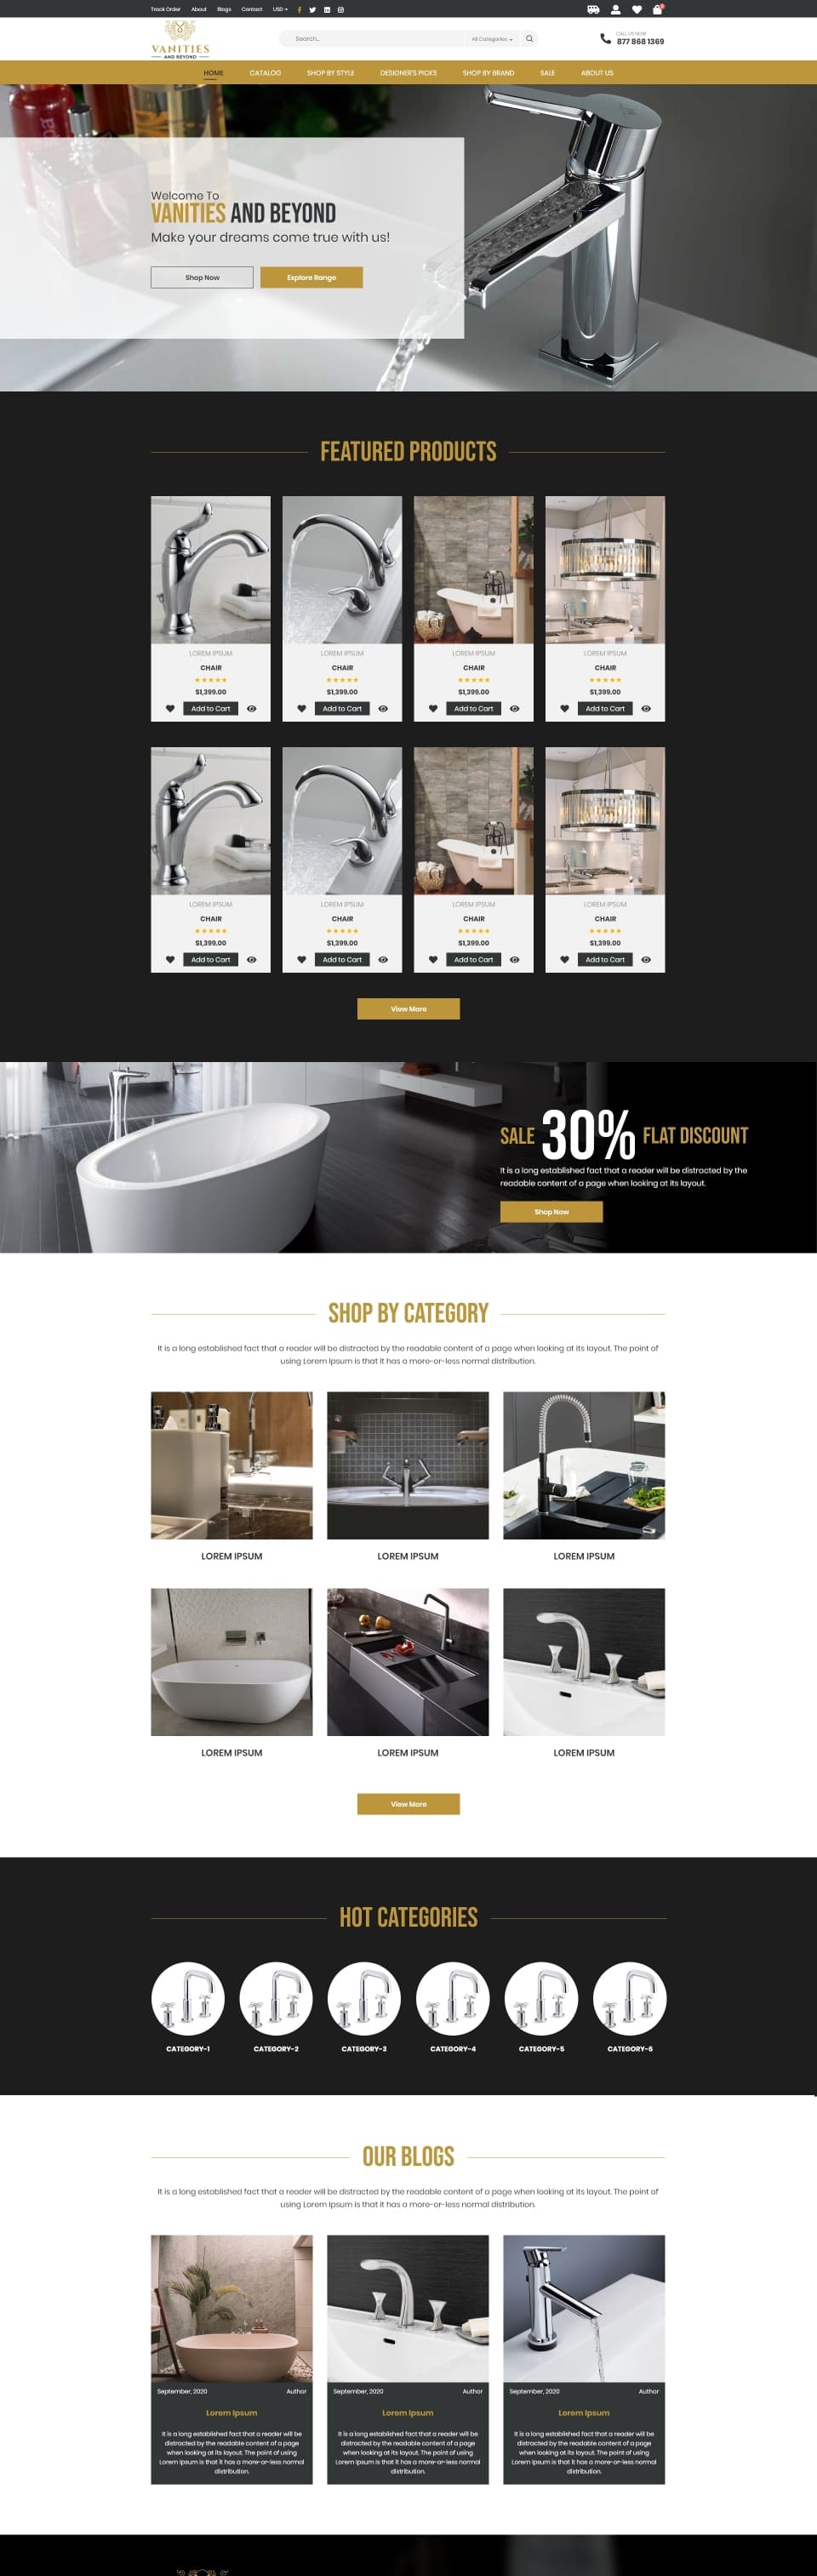 Track Order About Blogs Contact USD
VANITIES
AND BEYOND
Search...
All Categories
CALL US NOW
877 868 1369
HOME CATALOG SHOP BY STYLE DESIGNER'S PICKS SHOP BY BRAND SALE ABOUT US
Welcome To
VANITIES AND BEYOND
Make your dreams come true with us!
Shop Now Explore Range
FEATURED PRODUCTS
LOREM IPSUM LOREM IPSUM LOREM IPSUM LOREM IPSUM
CHAIR CHAIR CHAIR CHAIR
$1,399.00 $1,399.00 $1,399.00 $1,399.00
Add to Cart Add to Cart Add to Cart Add to Cart
LOREM IPSUM LOREM IPSUM LOREM IPSUM LOREM IPSUM
CHAIR CHAIR CHAIR CHAIR
$1,399.00 $1,399.00 $1,399.00 $1,399.00
Add to Cart Add to Cart Add to Cart Add to Cart
View More
SALE 30% FLAT DISCOUNT
It is a long established fact that a reader will be distracted by the
readable content of a page when looking at its layout.
Shop Now
SHOP BY CATEGORY
It is a long established fact that a reader will be distracted by the readable content of a page when looking at its layout. The point of
using Lorem Ipsum is that it has a more-or-less normal distribution.
LOREM IPSUM LOREM IPSUM LOREM IPSUM
LOREM IPSUM LOREM IPSUM LOREM IPSUM
View More
HOT CATEGORIES
CATEGORY-1 CATEGORY-2 CATEGORY-3 CATEGORY-4 CATEGORY-5 CATEGORY-6
OUR BLOGS
It is a long established fact that a reader will be distracted by the readable content of a page when looking at its layout. The point of
using Lorem Ipsum is that it has a more-or-less normal distribution.
September, 2020 Author
Lorem Ipsum
It is a long established fact that a reader will be
distracted by the readable content of a page
when looking at its layout. The point of using
Lorem Ipsum is that it has a more-or-less normal
distribution.
September, 2020 Author
Lorem Ipsum
It is a long established fact that a reader will be
distracted by the readable content of a page
when looking at its layout. The point of using
Lorem Ipsum is that it has a more-or-less normal
distribution.
September, 2020 Author
Lorem Ipsum
It is a long established fact that a reader will be
distracted by the readable content of a page
when looking at its layout. The point of using
Lorem Ipsum is that it has a more-or-less normal
distribution.